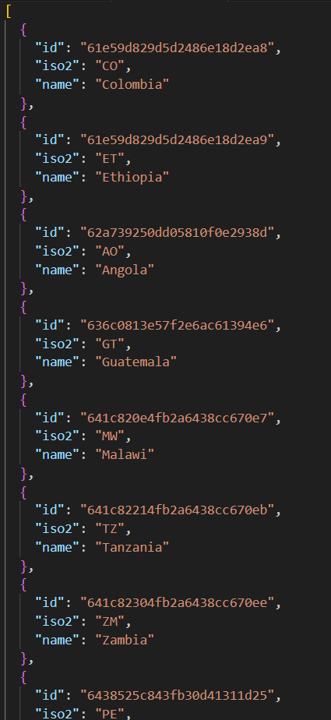 [
{
"id": "61e59d829d5d2486e18d2ea8",
"iso2": "CO",
"name": "Colombia"
},
{
"id": "61e59d829d5d2486e18d2ea9",
"iso2": "ET",
"name": "Ethiopia"
},
{
"id": "62a739250dd05810f0e2938d",
"iso2": "AO",
"name": "Angola"
},
{
"id": "636c0813e57f2e6ac61394e6",
"iso2": "GT",
"name": "Guatemala"
},
{
"id": "641c820e4fb2a6438cc670e7",
"iso2": "MW",
"name": "Malawi"
},
{
"id": "641c82214fb2a6438cc670eb",
"iso2": "TZ",
"name": "Tanzania"
},
{
"id": "641c82304fb2a6438cc670ee",
"iso2": "ZM",
"name": "Zambia"
},
{
"id": "6438525c843fb30d41311d25",
"iso2": "PE",